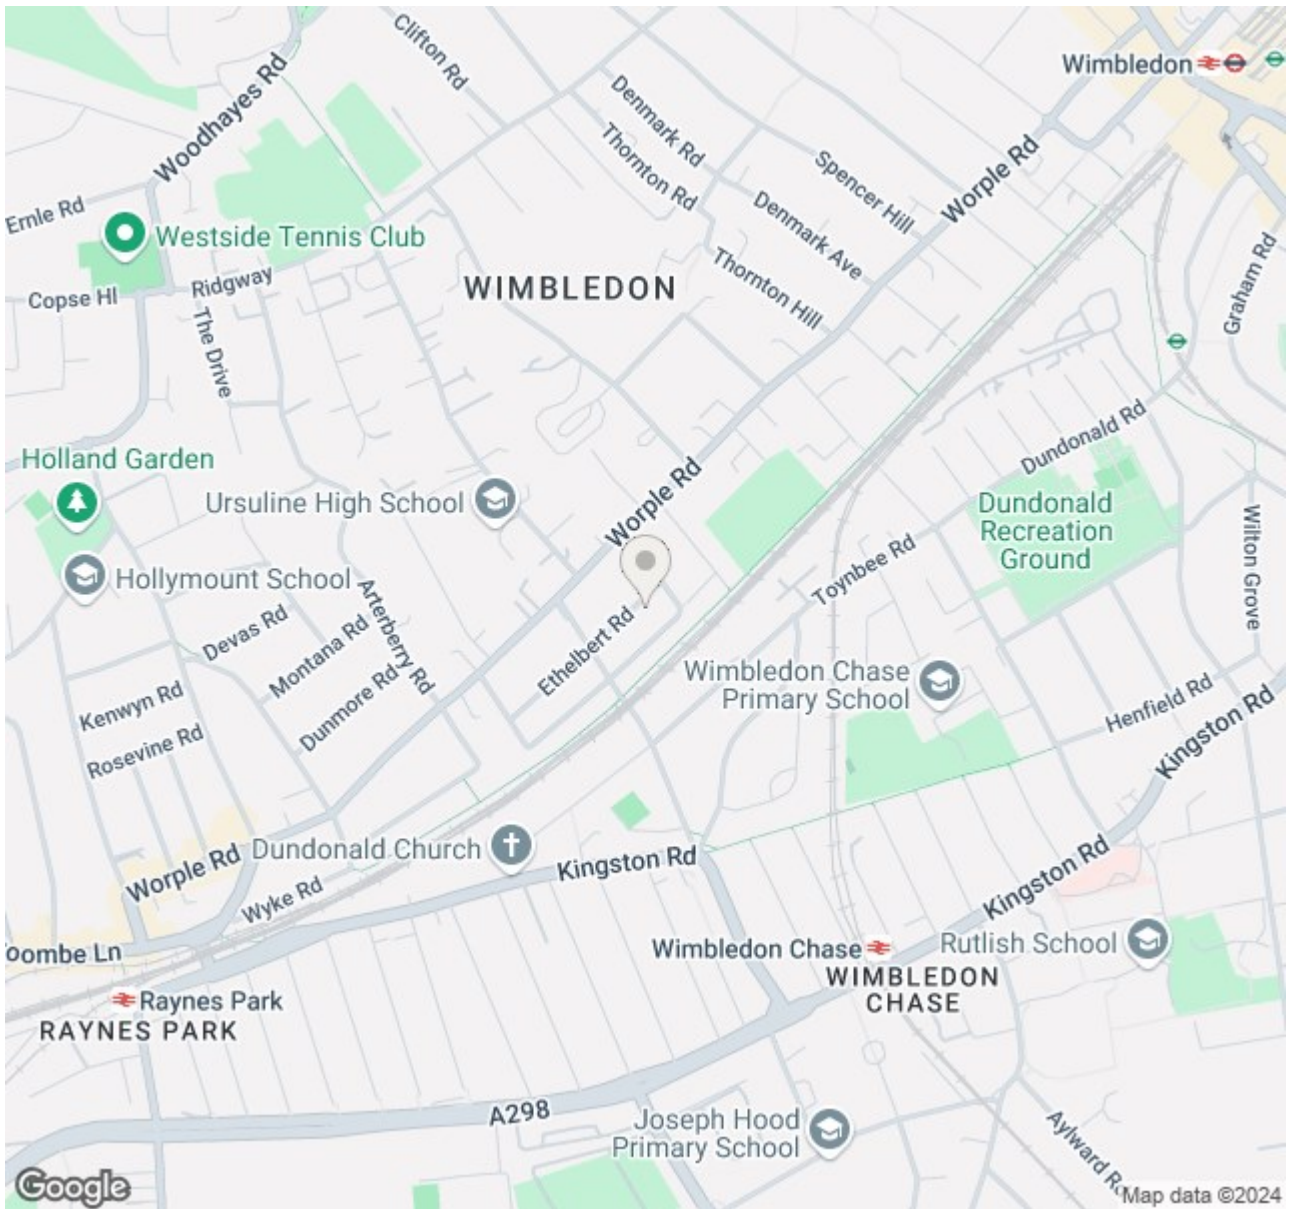 Clifton Rd
Wimbledon
Woodhayes Rd
Denmark Rd
Thornton Rd
Spencer Hill
Worple Rd
Ernle Rd
Westside Tennis Club
Denmark Ave
Thornton Hill
Graham Rd
Ridgway
Copse Hl
WIMBLEDON
The Drive
Dundonald Rd
Holland Garden
Ursuline High School
Worple Rd
Dundonald
Recreation
Ground
Wilton Grove
Hollymount School
Toynbee Rd
Arterberry Rd
Devas Rd
Montana Rd
Ethelbert Rd
Wimbledon Chase
Primary School
Kenwyn Rd
Dunmore Rd
Henfield Rd
Kingston Rd
Rosevine Rd
Dundonald Church
Kingston Rd
Worple Rd
Wyke Rd
Kingston Rd
oombe Ln
Wimbledon Chase
Rutlish School
WIMBLEDON
CHASE
Raynes Park
RAYNES PARK
A298
Joseph Hood
Primary School
Aylward Rd
Google
Map data ©2024